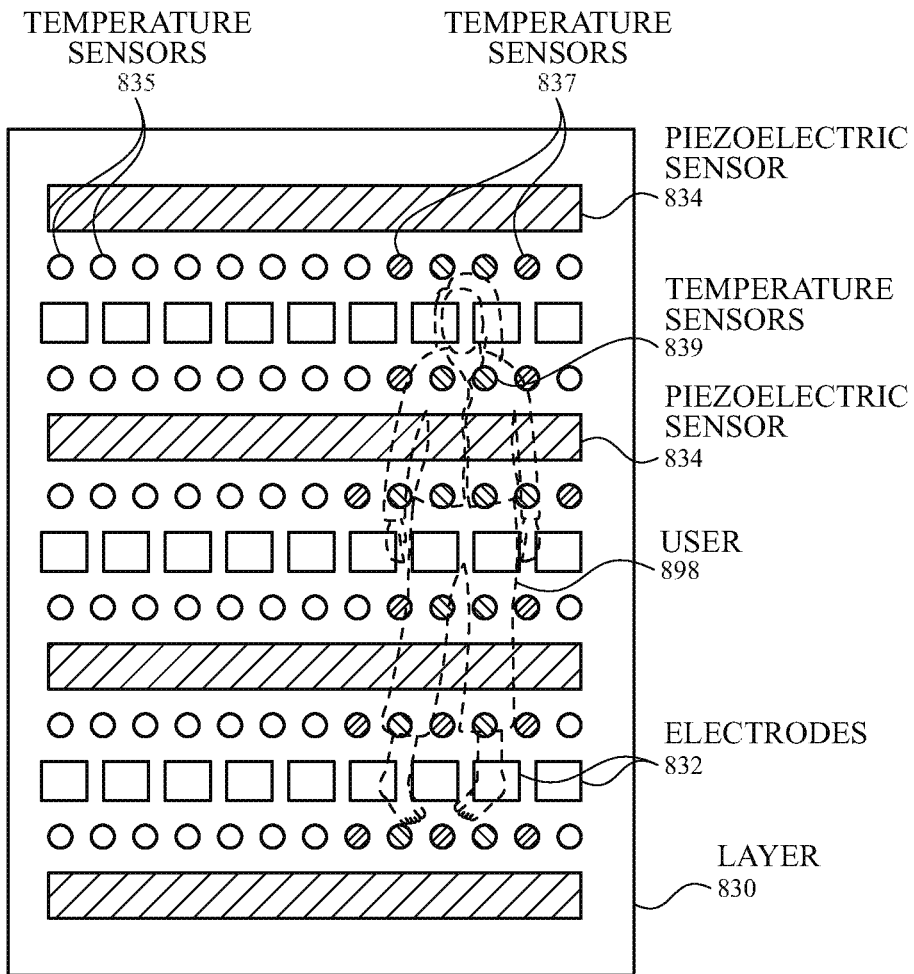 TEMPERATURE
SENSORS
835
TEMPERATURE
SENSORS
837
PIEZOELECTRIC
SENSOR
834
TEMPERATURE
SENSORS
839
PIEZOELECTRIC
SENSOR
834
USER
898
ELECTRODES
832
LAYER
830